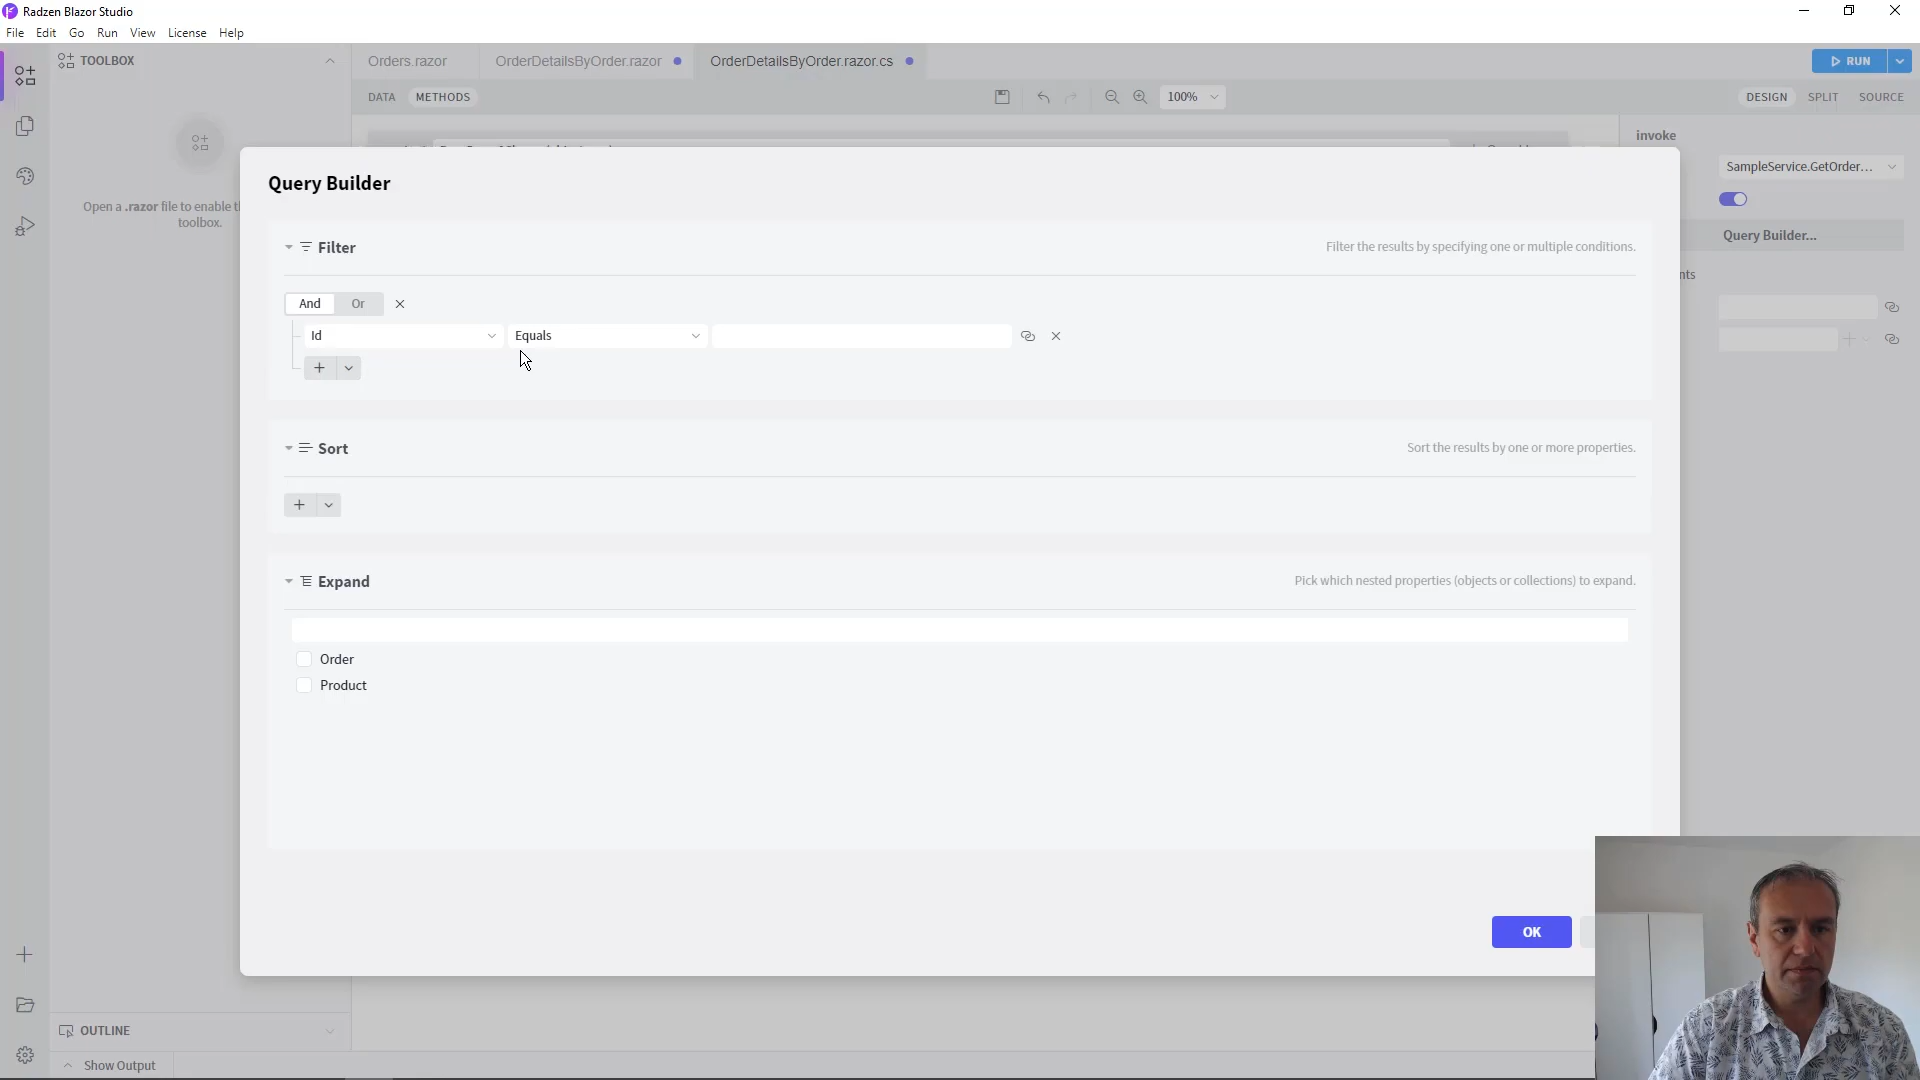 Radzen Blazor Studio
File Edit Go Run View License Help
TOOLBOX
Orders.razor OrderDetailsByOrder.razor OrderDetailsByOrder.razor.cs
RUN
DATA METHODS
100%
DESIGN SPLIT SOURCE
invoke
SampleService.GetOrder...
Query Builder...
nts
Open a .razor file to enable t
toolbox.
Query Builder
Filter
Filter the results by specifying one or multiple conditions.
And Or
Id Equals
Sort
Sort the results by one or more properties.
Expand
Pick which nested properties (objects or collections) to expand.
Order
Product
OK
OUTLINE
Show Output